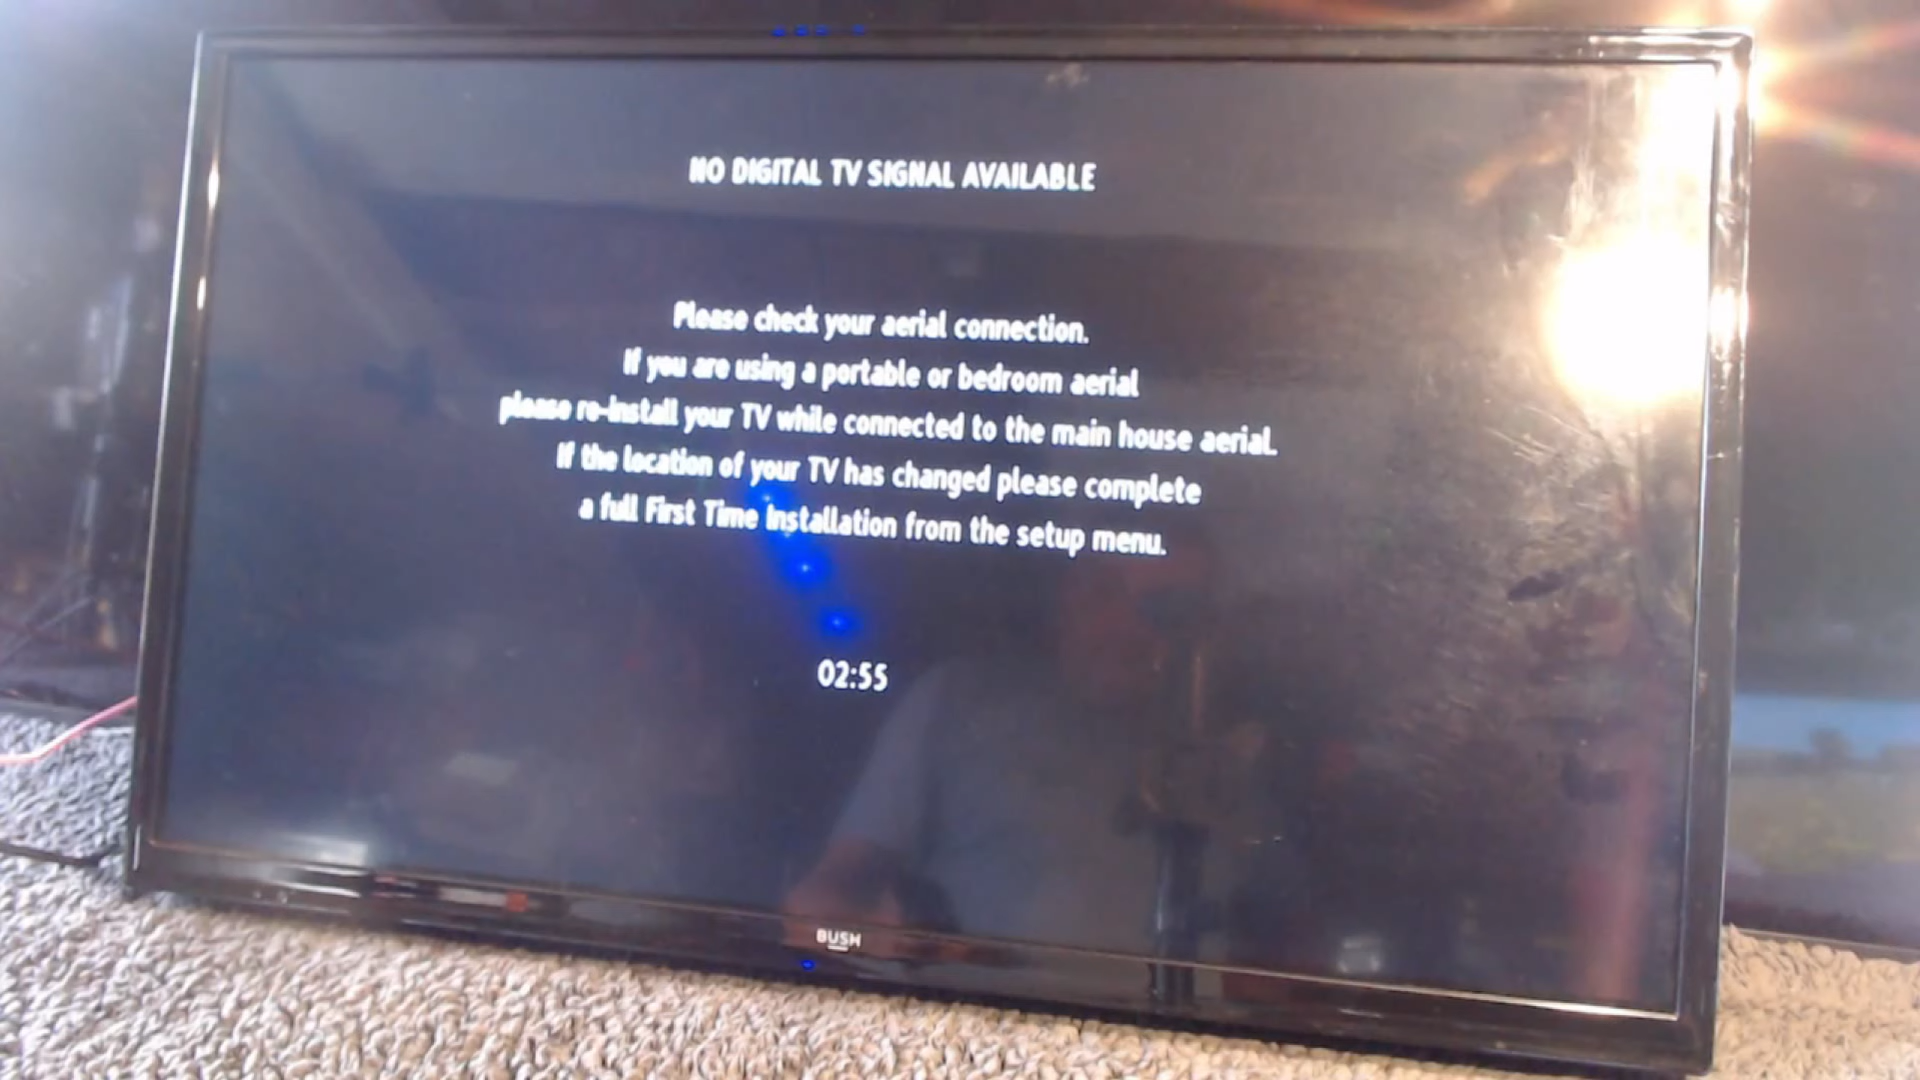 NO DIGITAL TV SIGNAL AVAILABLE
Please check your aerial connection.
If you are using a portable or bedroom aerial
please re-install your TV while connected to the main house aerial.
If the location of your TV has changed please complete
a full First Time Installation from the setup menu.
02:55
BUSH